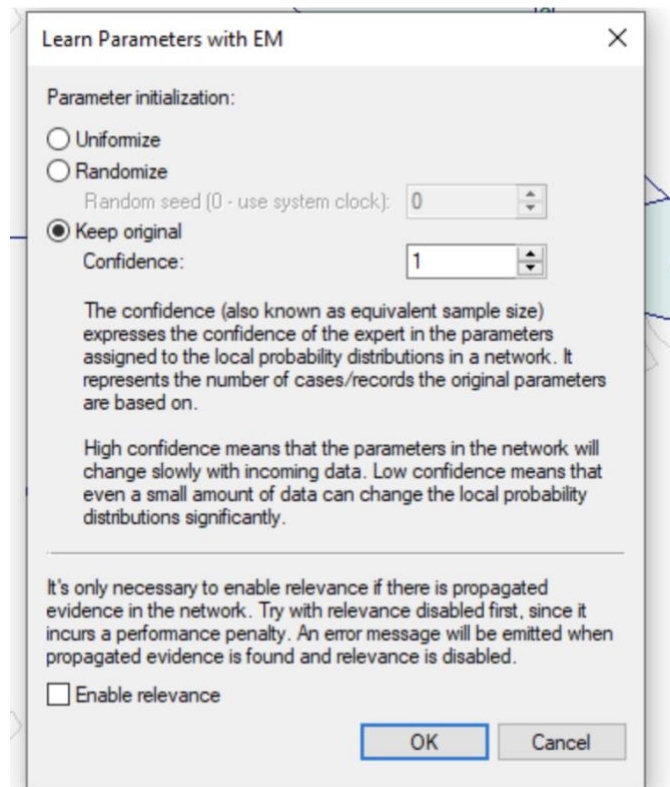 Learn Parameters with EM
Parameter initialization:
Uniformize
Randomize
Random seed (0 - use system clock): 0
Keep original
Confidence: 1
The confidence (also known as equivalent sample size)
expresses the confidence of the expert in the parameters
assigned to the local probability distributions in a network. It
represents the number of cases/records the original parameters
are based on.
High confidence means that the parameters in the network will
change slowly with incoming data. Low confidence means that
even a small amount of data can change the local probability
distributions significantly.
It's only necessary to enable relevance if there is propagated
evidence in the network. Try with relevance disabled first, since it
incurs a performance penalty. An error message will be emitted when
propagated evidence is found and relevance is disabled.
Enable relevance
OK Cancel